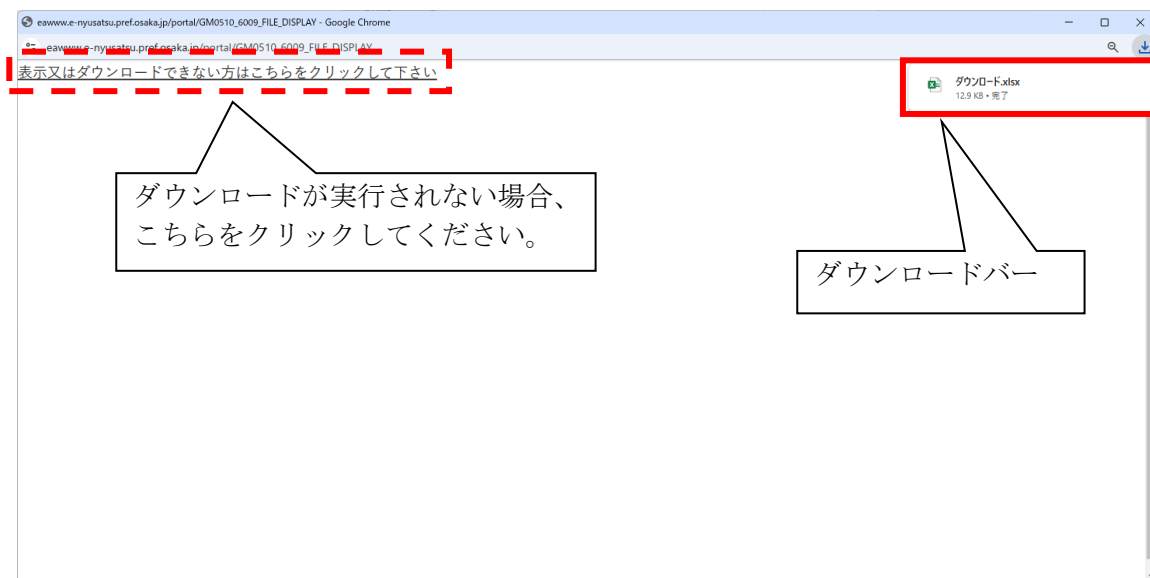 eawww.e-nyusatsu.pref.osaka.jp/portal/GM0510_6009_FILE_DISPLAY - Google Chrome
eawww.e-nyusatsu.pref.osaka.jp/portal/GM0510_6009_FILE_DISPLAY
表示又はダウンロードできない方はこちらをクリックして下さい
ダウンロード.xlsx
12.9 KB • 完了
ダウンロードが実行されない場合、
こちらをクリックしてください。
ダウンロードバー